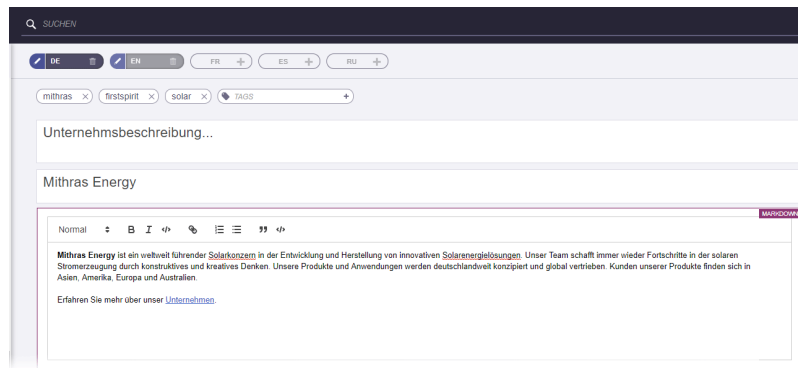 SUCHEN
DE
EN
FR
ES
RU
mithras
firstspirit
solar
TAGS
Unternehmsbeschreibung...
Mithras Energy
MARKDOWN
Normal
Mithras Energy ist ein weltweit führender Solarkonzern in der Entwicklung und Herstellung von innovativen Solarenergielösungen. Unser Team schafft immer wieder Fortschritte in der solaren
Stromerzeugung durch konstruktives und kreatives Denken. Unsere Produkte und Anwendungen werden deutschlandweit konzipiert und global vertrieben. Kunden unserer Produkte finden sich in
Asien, Amerika, Europa und Australien.
Erfahren Sie mehr über unser Unternehmen.